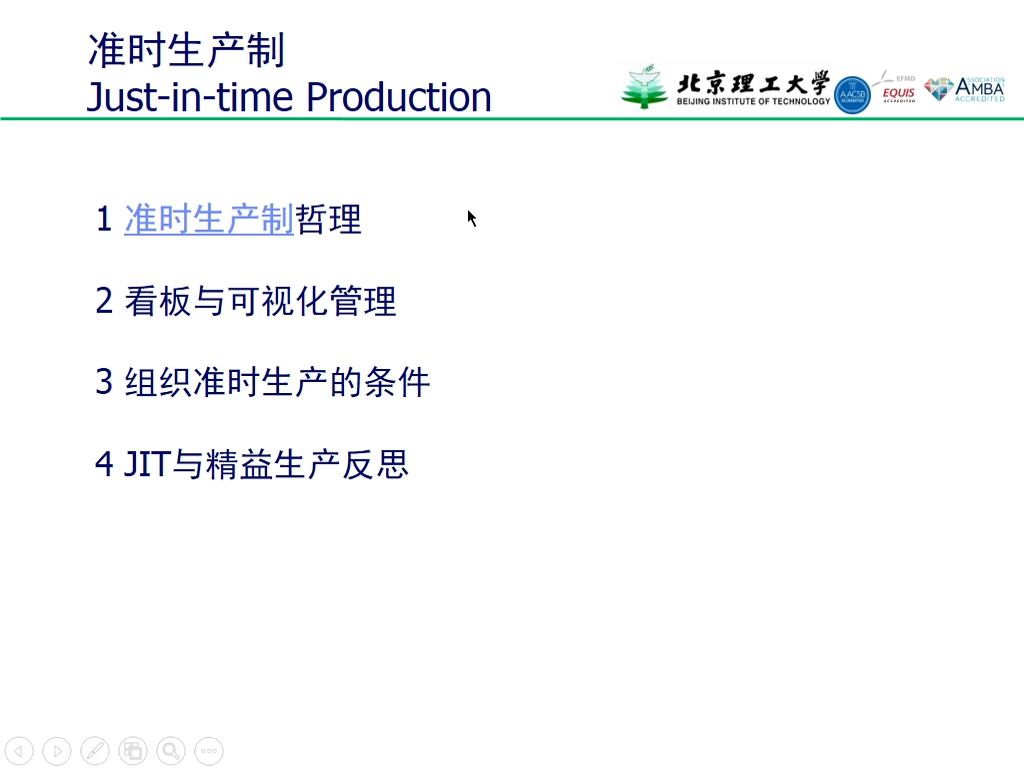 准时生产制
Just-in-time Production
北京理工大学
BEIJING INSTITUTE OF TECHNOLOGY
AACSB
ACCREDITED
EFMD
EQUIS
ACCREDITED
ASSOCIATION
AMBA
ACCREDITED
1 准时生产制哲理
2 看板与可视化管理
3 组织准时生产的条件
4 JIT与精益生产反思